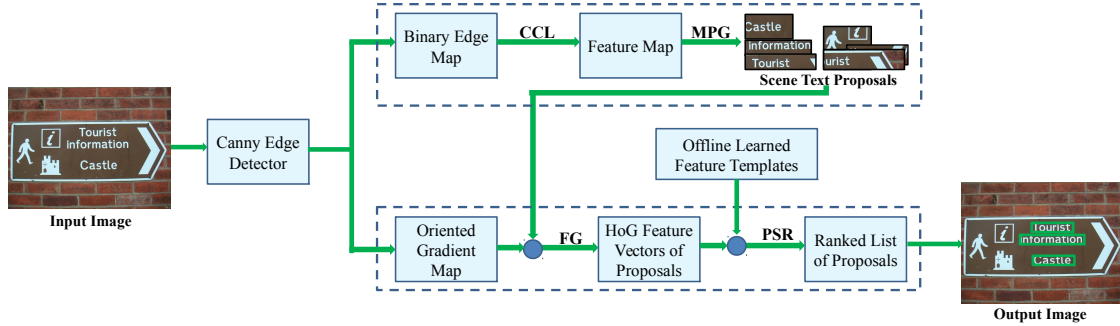 Binary Edge
Map
CCL
Feature Map
MPG
Castle
information
Tourist
i
ourist
Scene Text Proposals
i
Tourist
information
Castle
Input Image
Canny Edge
Detector
Offline Learned
Feature Templates
Oriented
Gradient
Map
FG
HoG Feature
Vectors of
Proposals
PSR
Ranked List
of Proposals
i
Tourist
information
Castle
Output Image